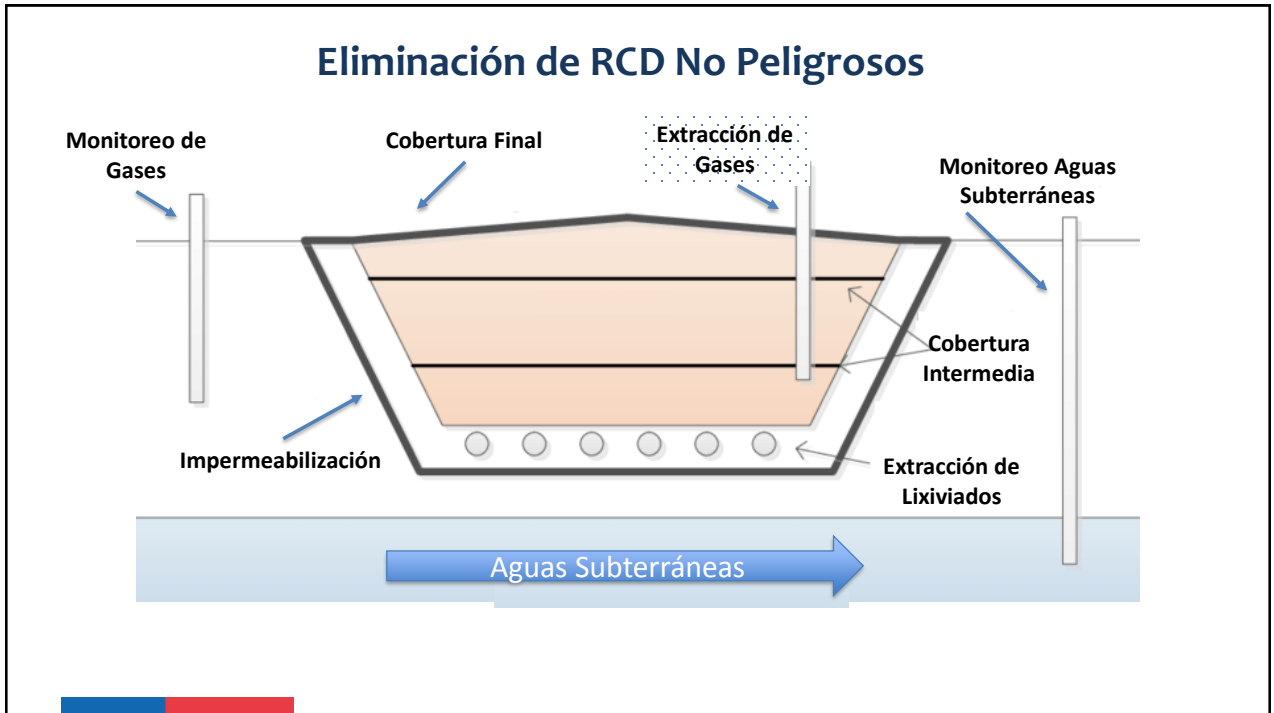 Eliminación de RCD No Peligrosos
Monitoreo de
Gases
Cobertura Final
Extracción de
Gases
Monitoreo Aguas
Subterráneas
Cobertura
Intermedia
Impermeabilización
Extracción de
Lixiviados
Aguas Subterráneas